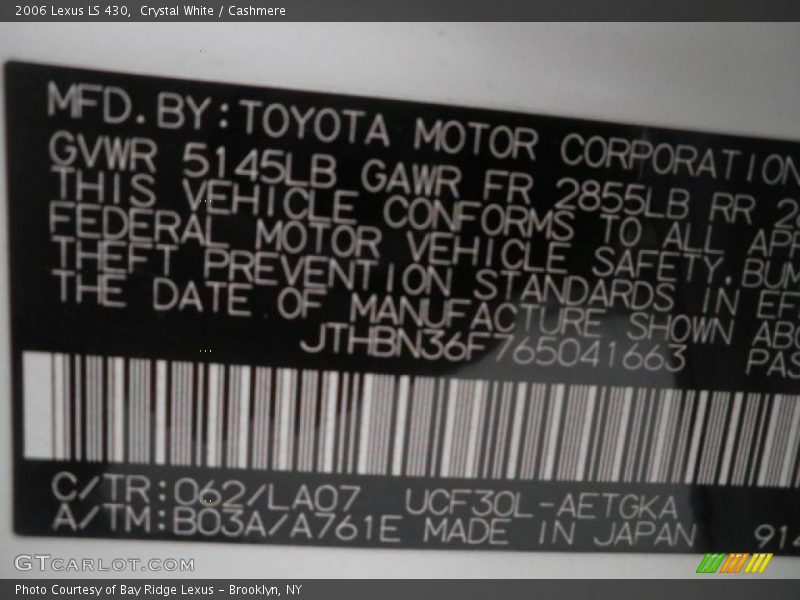 2006 Lexus LS 430, Crystal White / Cashmere
MFD. BY: TOYOTA MOTOR CORPORATION
GVWR 5145LB GAWR FR 2855LB RR
THIS VEHICLE CONFORMS TO ALL
FEDERAL MOTOR VEHICLE SAFETY,
THEFT PREVENTION STANDARDS IN
THE DATE OF MANUFACTURE SHOWN
JTHBN36F765041663
C/TR:062/LA07 UCF30L-AETGKA
A/TM:B03A/A761E MADE IN JAPAN 914
GTCARLOT.COM
Photo Courtesy of Bay Ridge Lexus - Brooklyn, NY